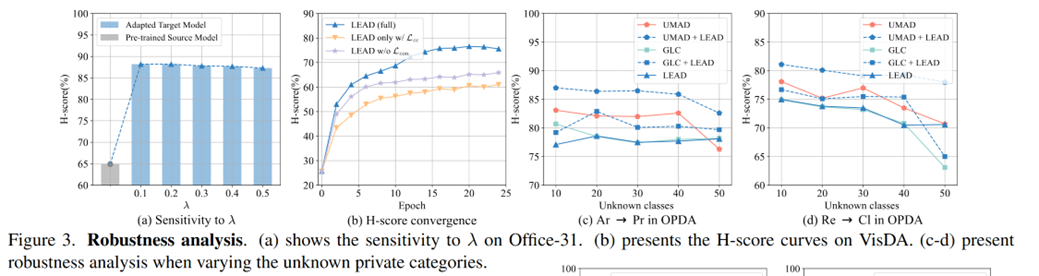 100
95
90
85
80
75
70
65
60
H-score(%)
Adapted Target Model
Pre-trained Source Model
0.1 0.2 0.3 0.4 0.5
λ
(a) Sensitivity to λ
90
80
70
60
50
40
30
20
H-score(%)
LEAD (full)
LEAD only w/ Lce
LEAD w/o Lcon
0 5 10 15 20 25
Epoch
(b) H-score convergence
100
95
90
85
80
75
70
H-score(%)
UMAD
UMAD + LEAD
GLC
GLC + LEAD
LEAD
10 20 30 40 50
Unknown classes
(c) Ar → Pr in OPDA
90
85
80
75
70
65
60
H-score(%)
UMAD
UMAD + LEAD
GLC
GLC + LEAD
LEAD
10 20 30 40 50
Unknown classes
(d) Re → Cl in OPDA
Figure 3. Robustness analysis. (a) shows the sensitivity to λ on Office-31. (b) presents the H-score curves on VisDA. (c-d) present
robustness analysis when varying the unknown private categories.
100
100